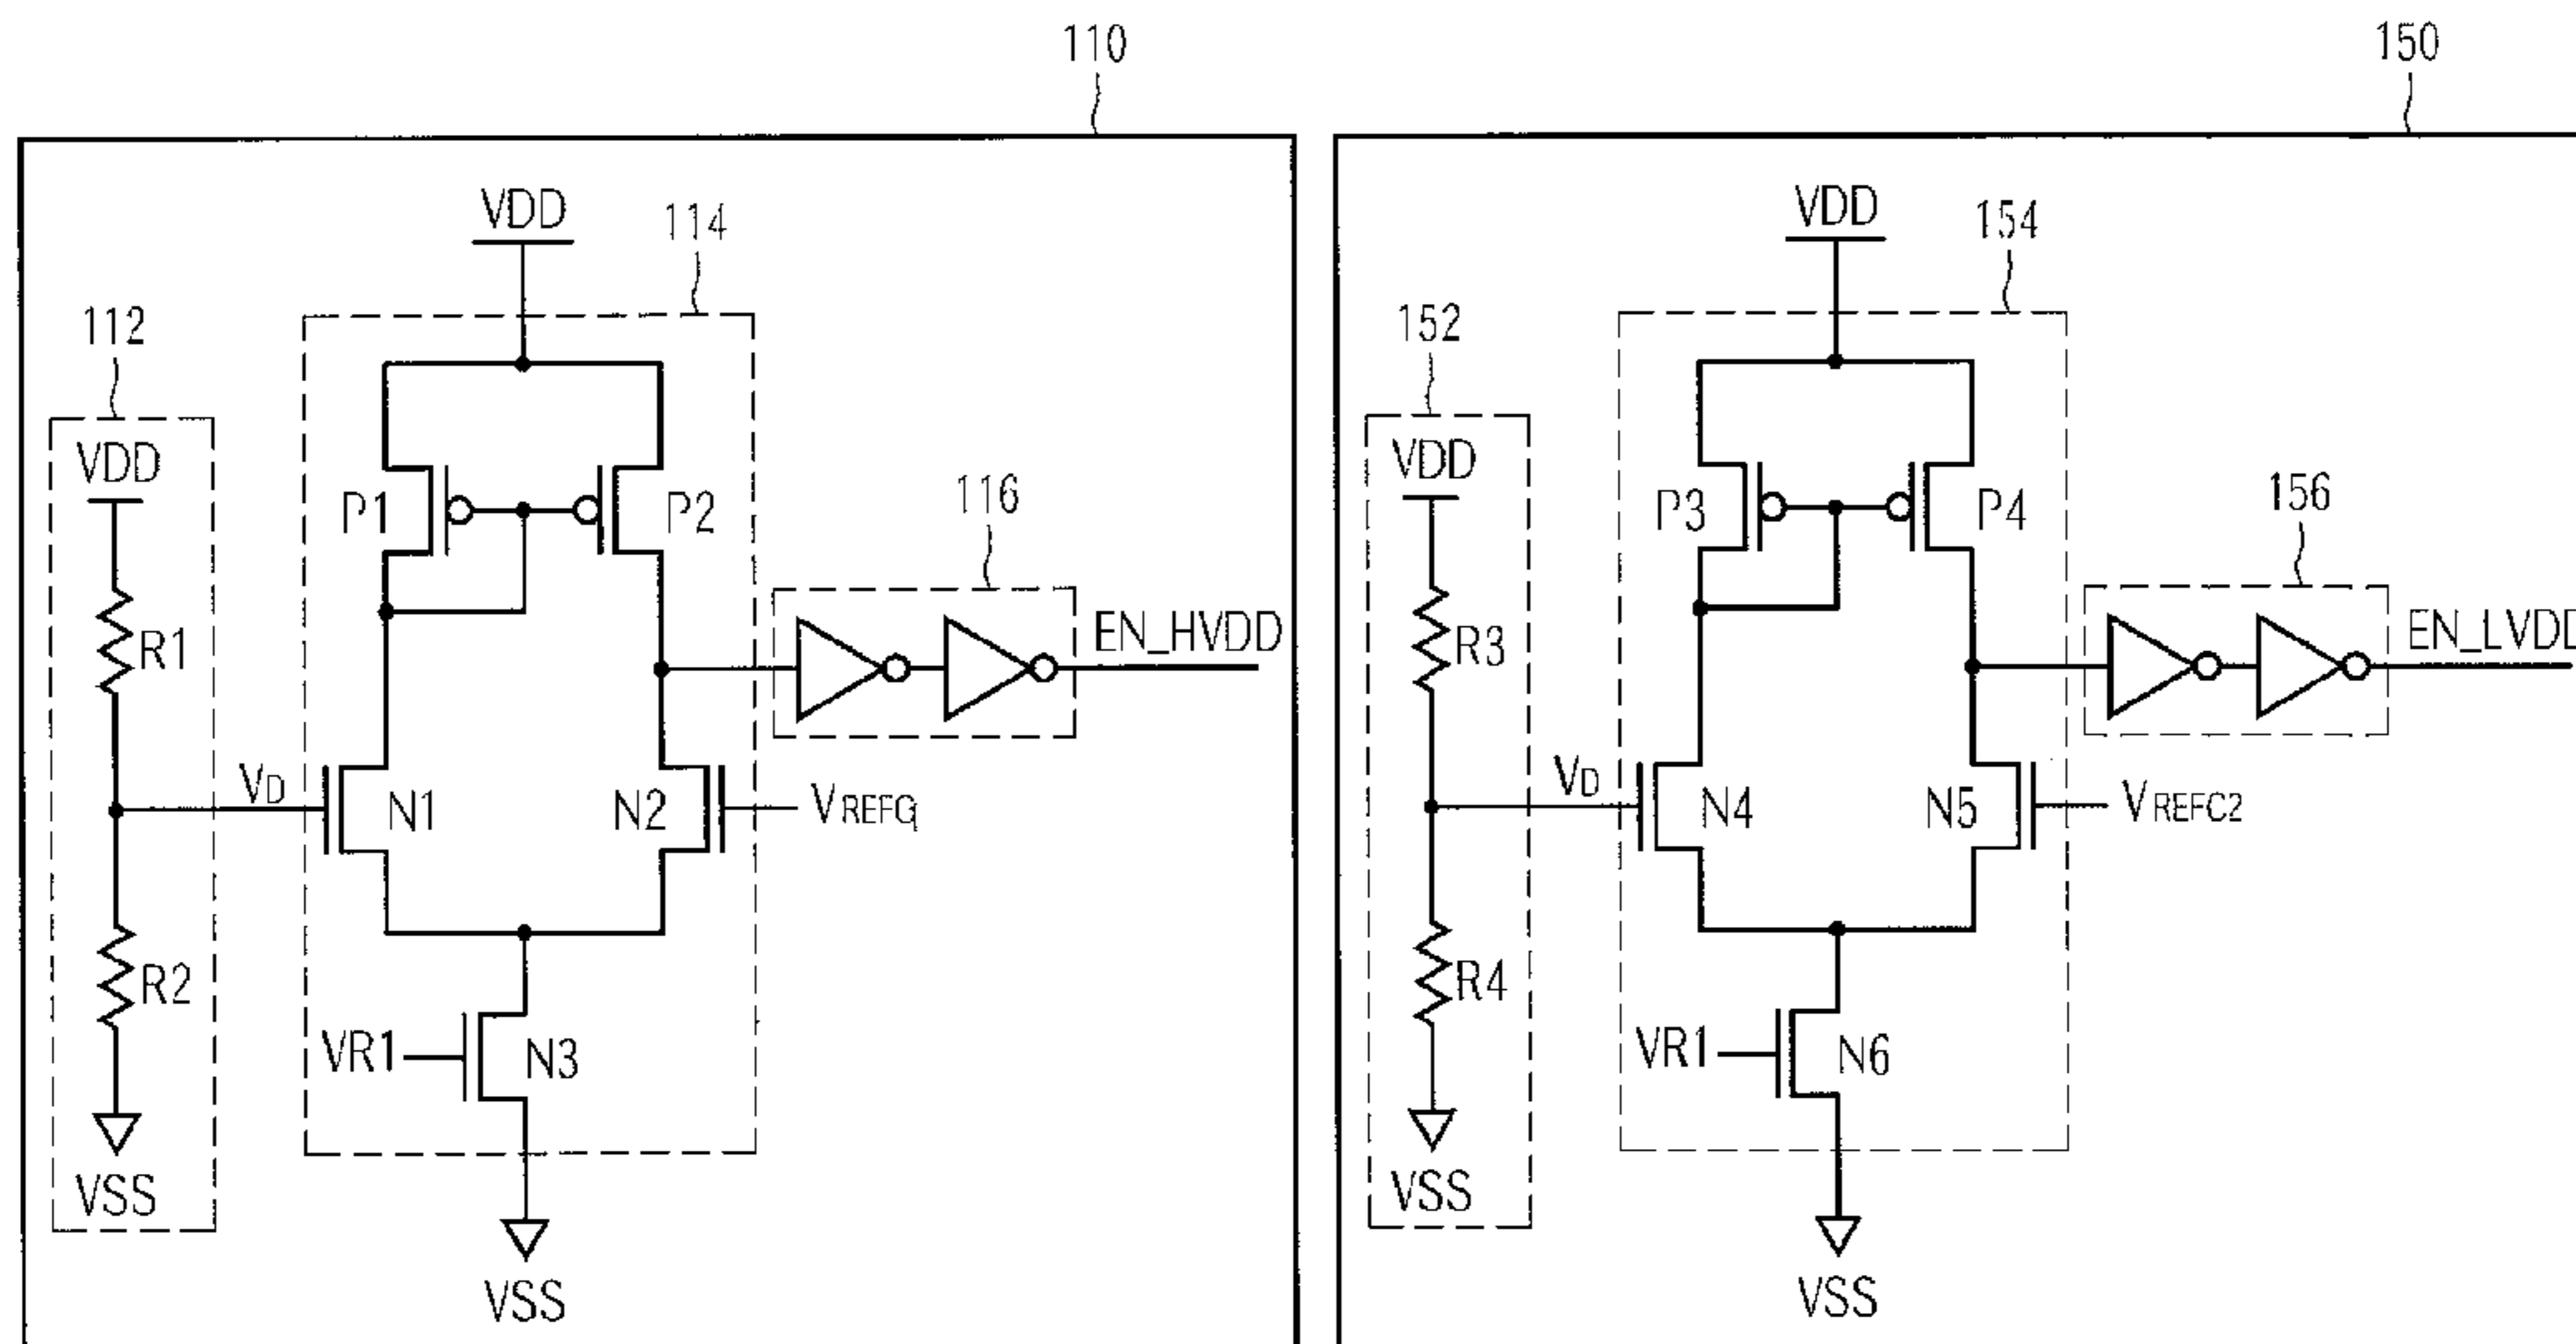 110
150
VDD
114
112
VDD
P1
P2
116
R1
EN_HVDD
VD
N1
N2
R2
VR1
N3
VSS
VSS
VDD
154
152
VDD
P3
P4
156
R3
EN_LVDD
VD
N4
N5
VREFC2
R4
VR1
N6
VSS
VSS